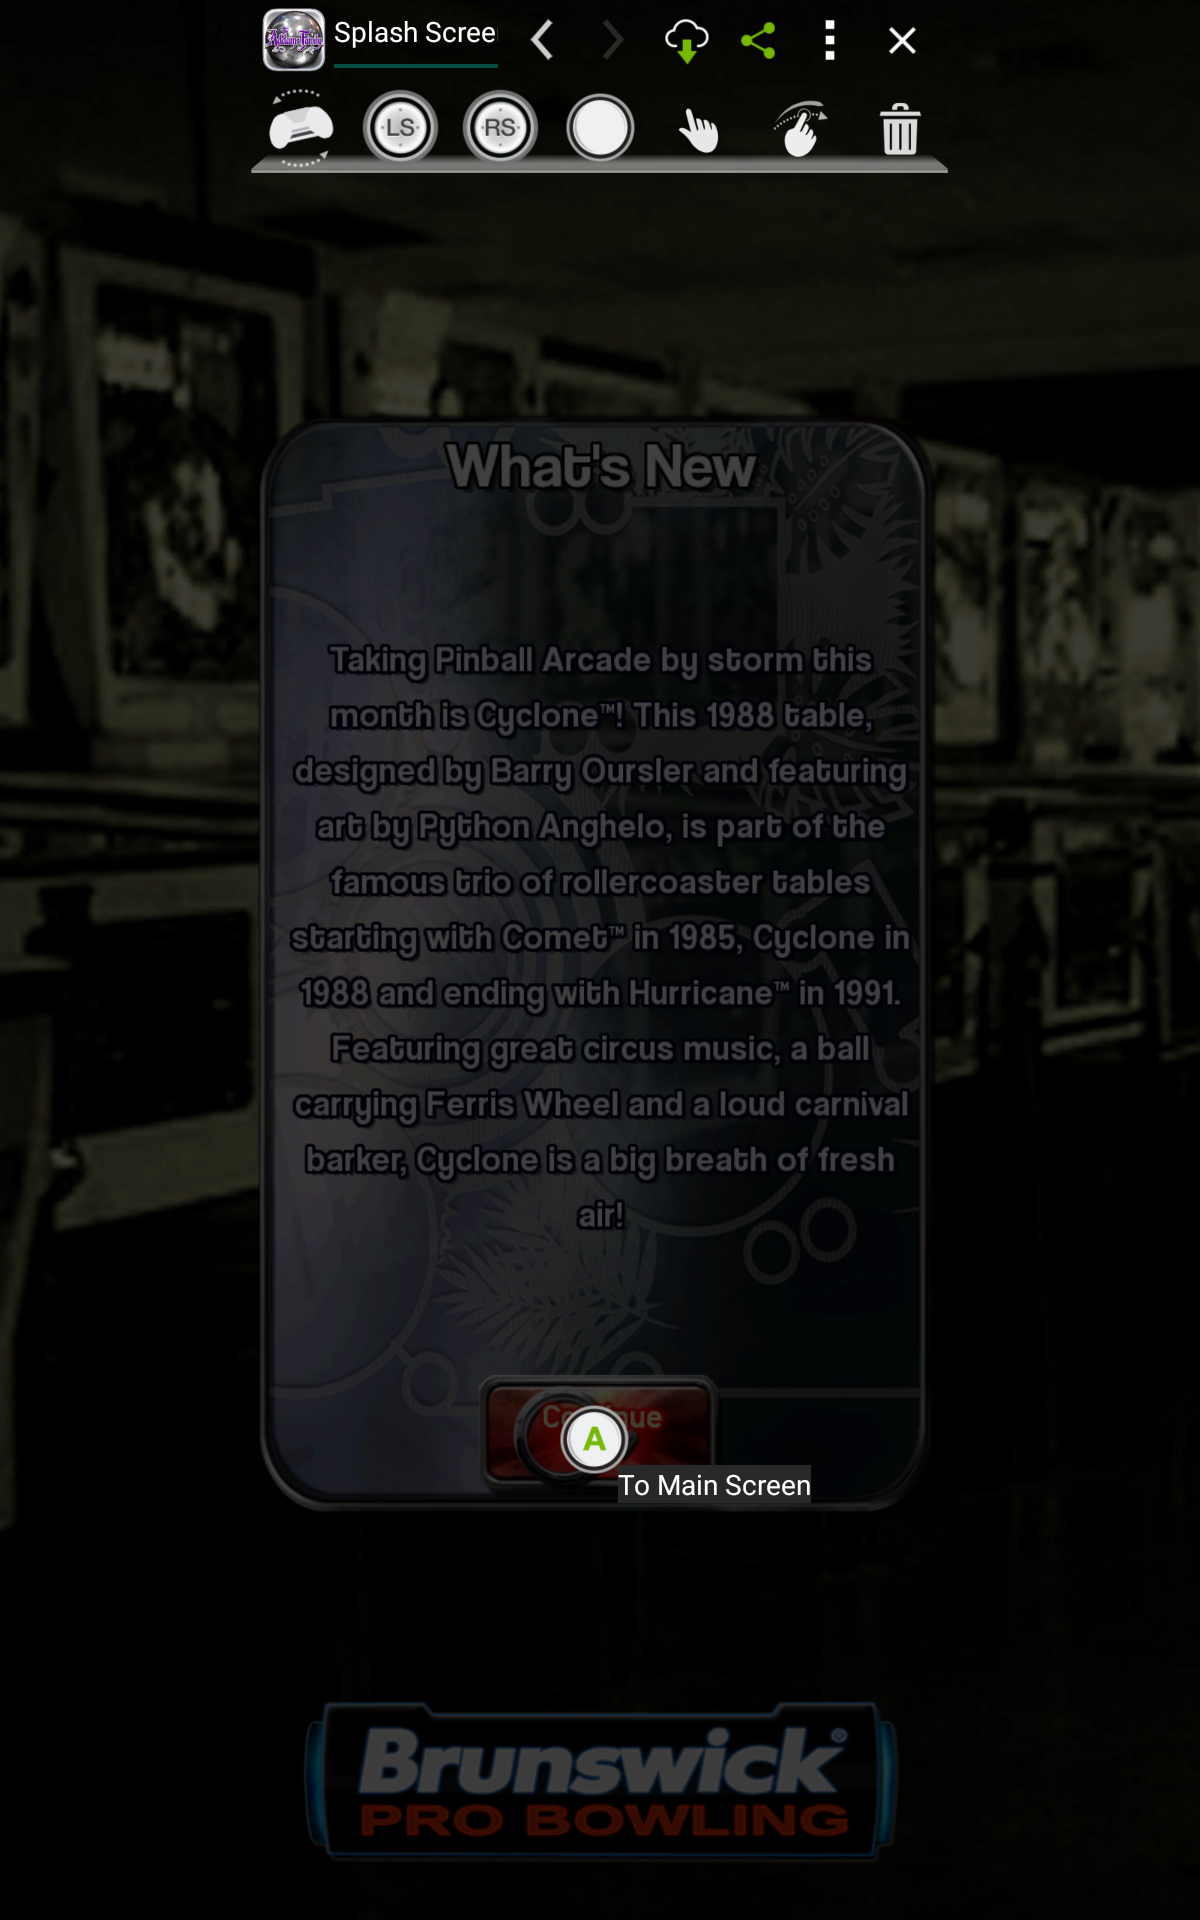 Addams Family
Splash Scree
LS
RS
What's New
Taking Pinball Arcade by storm this
month is Cyclone™! This 1988 table,
designed by Barry Oursler and featuring
art by Python Anghelo, is part of the
famous trio of rollercoaster tables
starting with Comet™ in 1985, Cyclone in
1988 and ending with Hurricane™ in 1991.
Featuring great circus music, a ball
carrying Ferris Wheel and a loud carnival
barker, Cyclone is a big breath of fresh
air!
A
To Main Screen
Brunswick®
PRO BOWLING